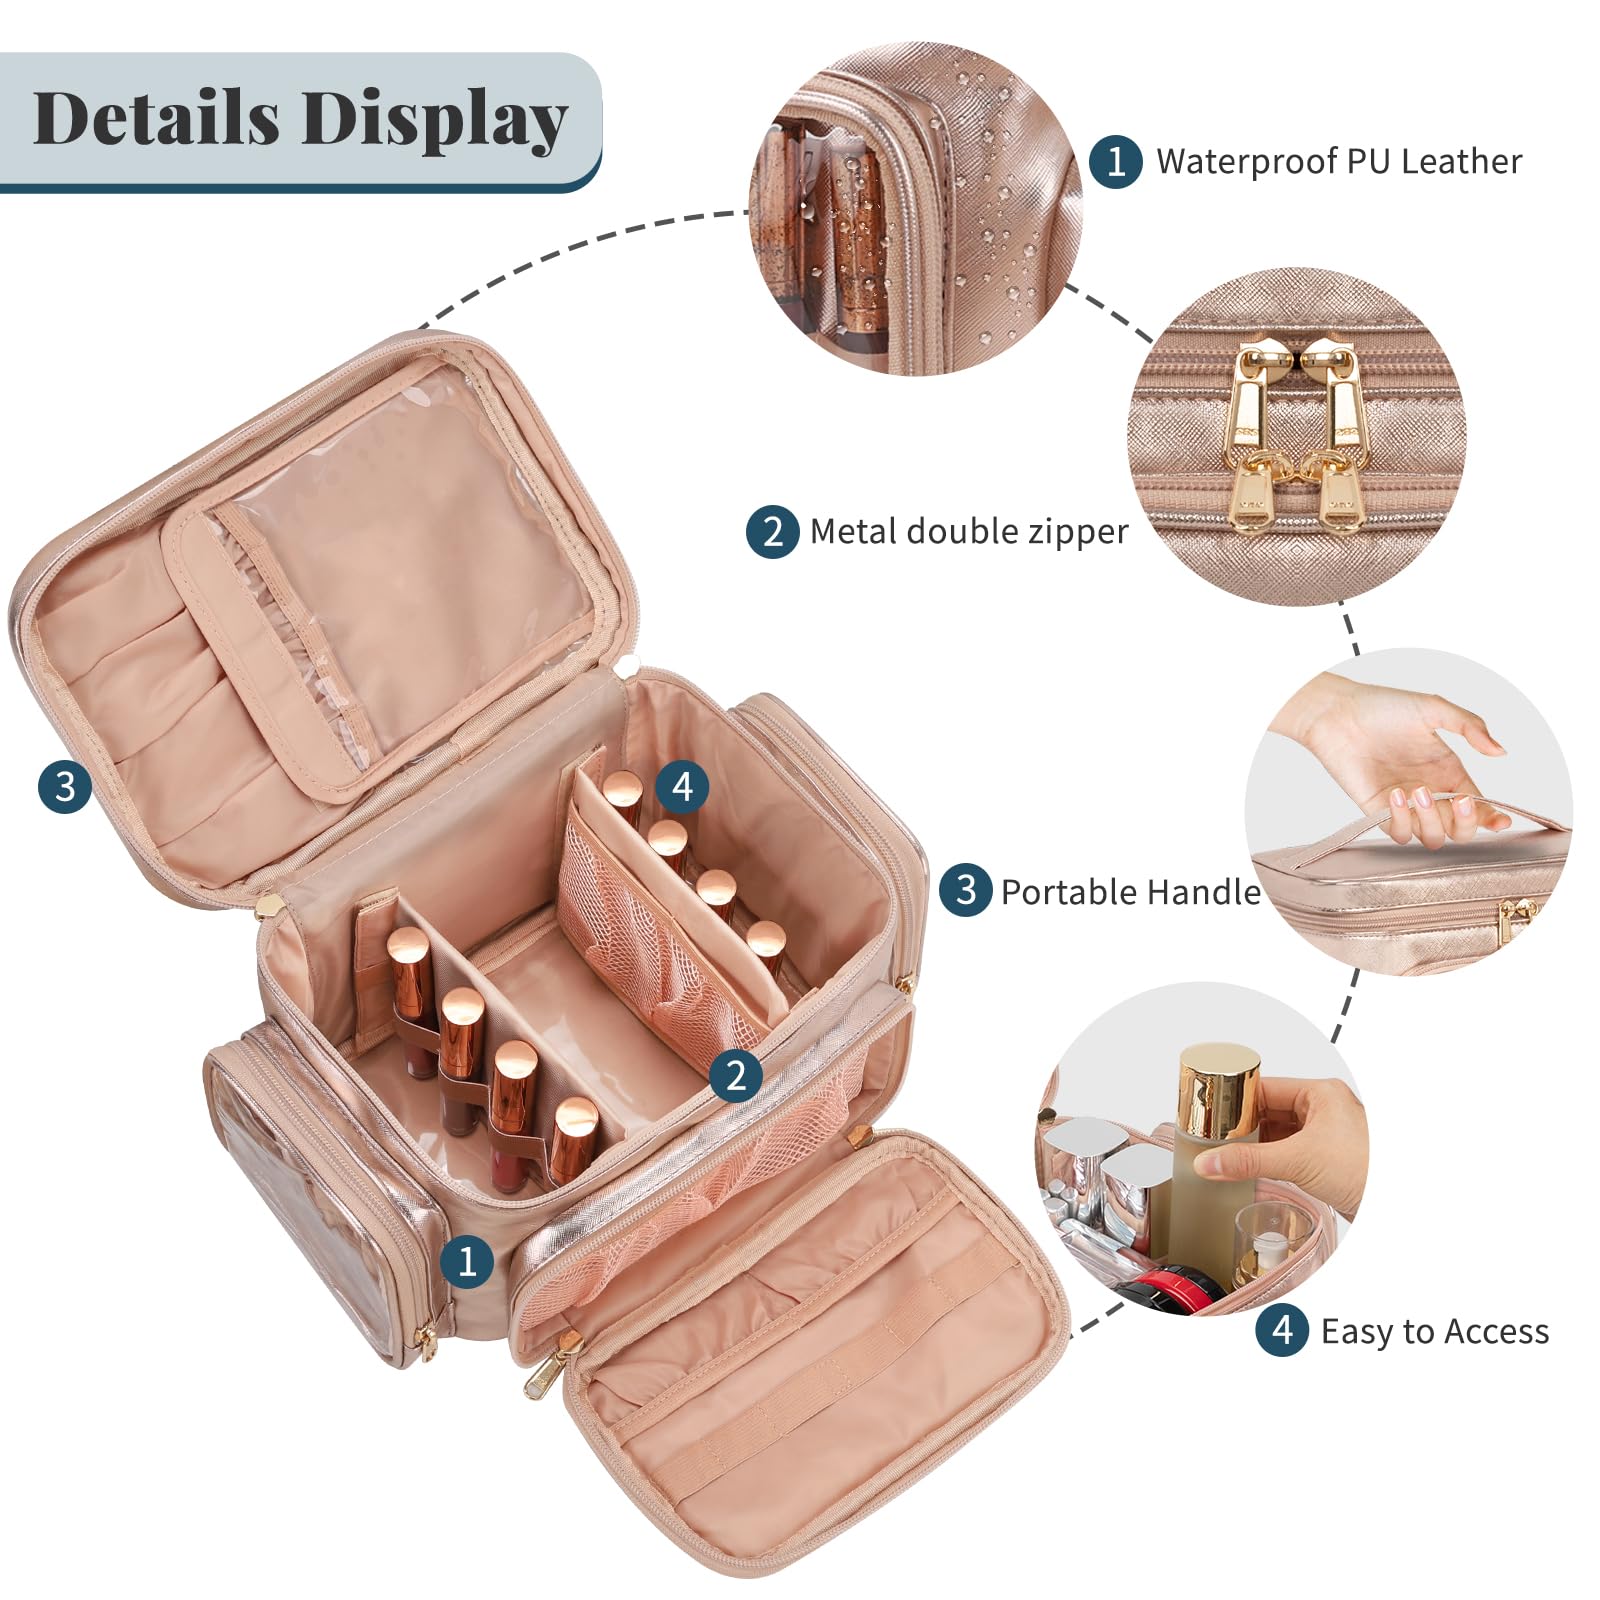 Details Display
1 Waterproof PU Leather
2 Metal double zipper
3
4
3 Portable Handle
2
1
4 Easy to Access